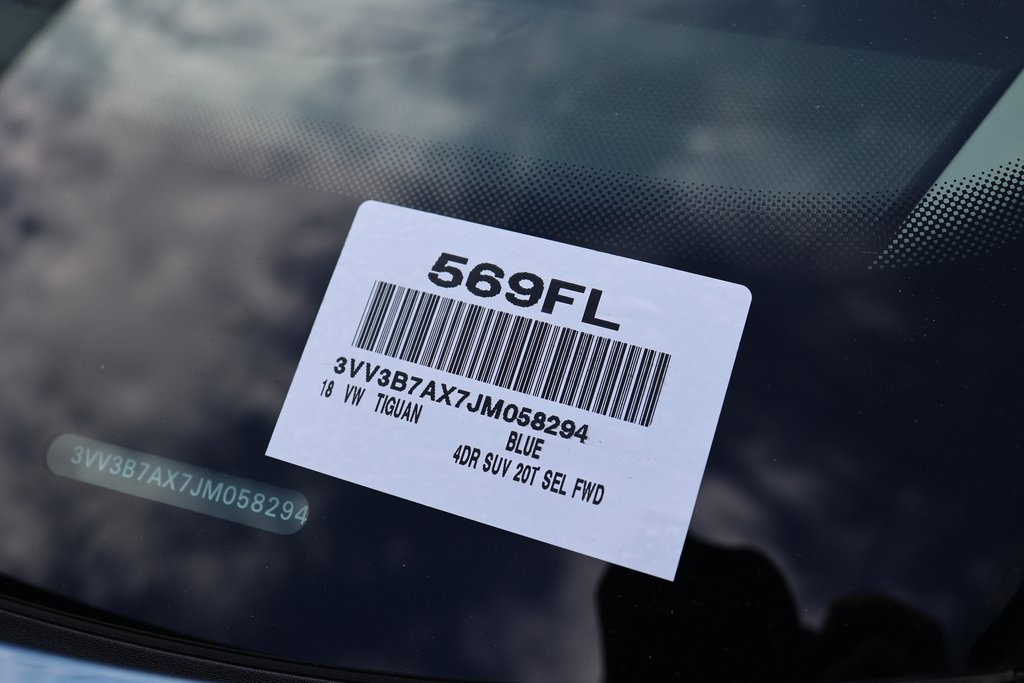 569FL
3VV3B7AX7JM058294
18 VW TIGUAN
BLUE
4DR SUV 20T SEL FWD
3VV3B7AX7JM058294